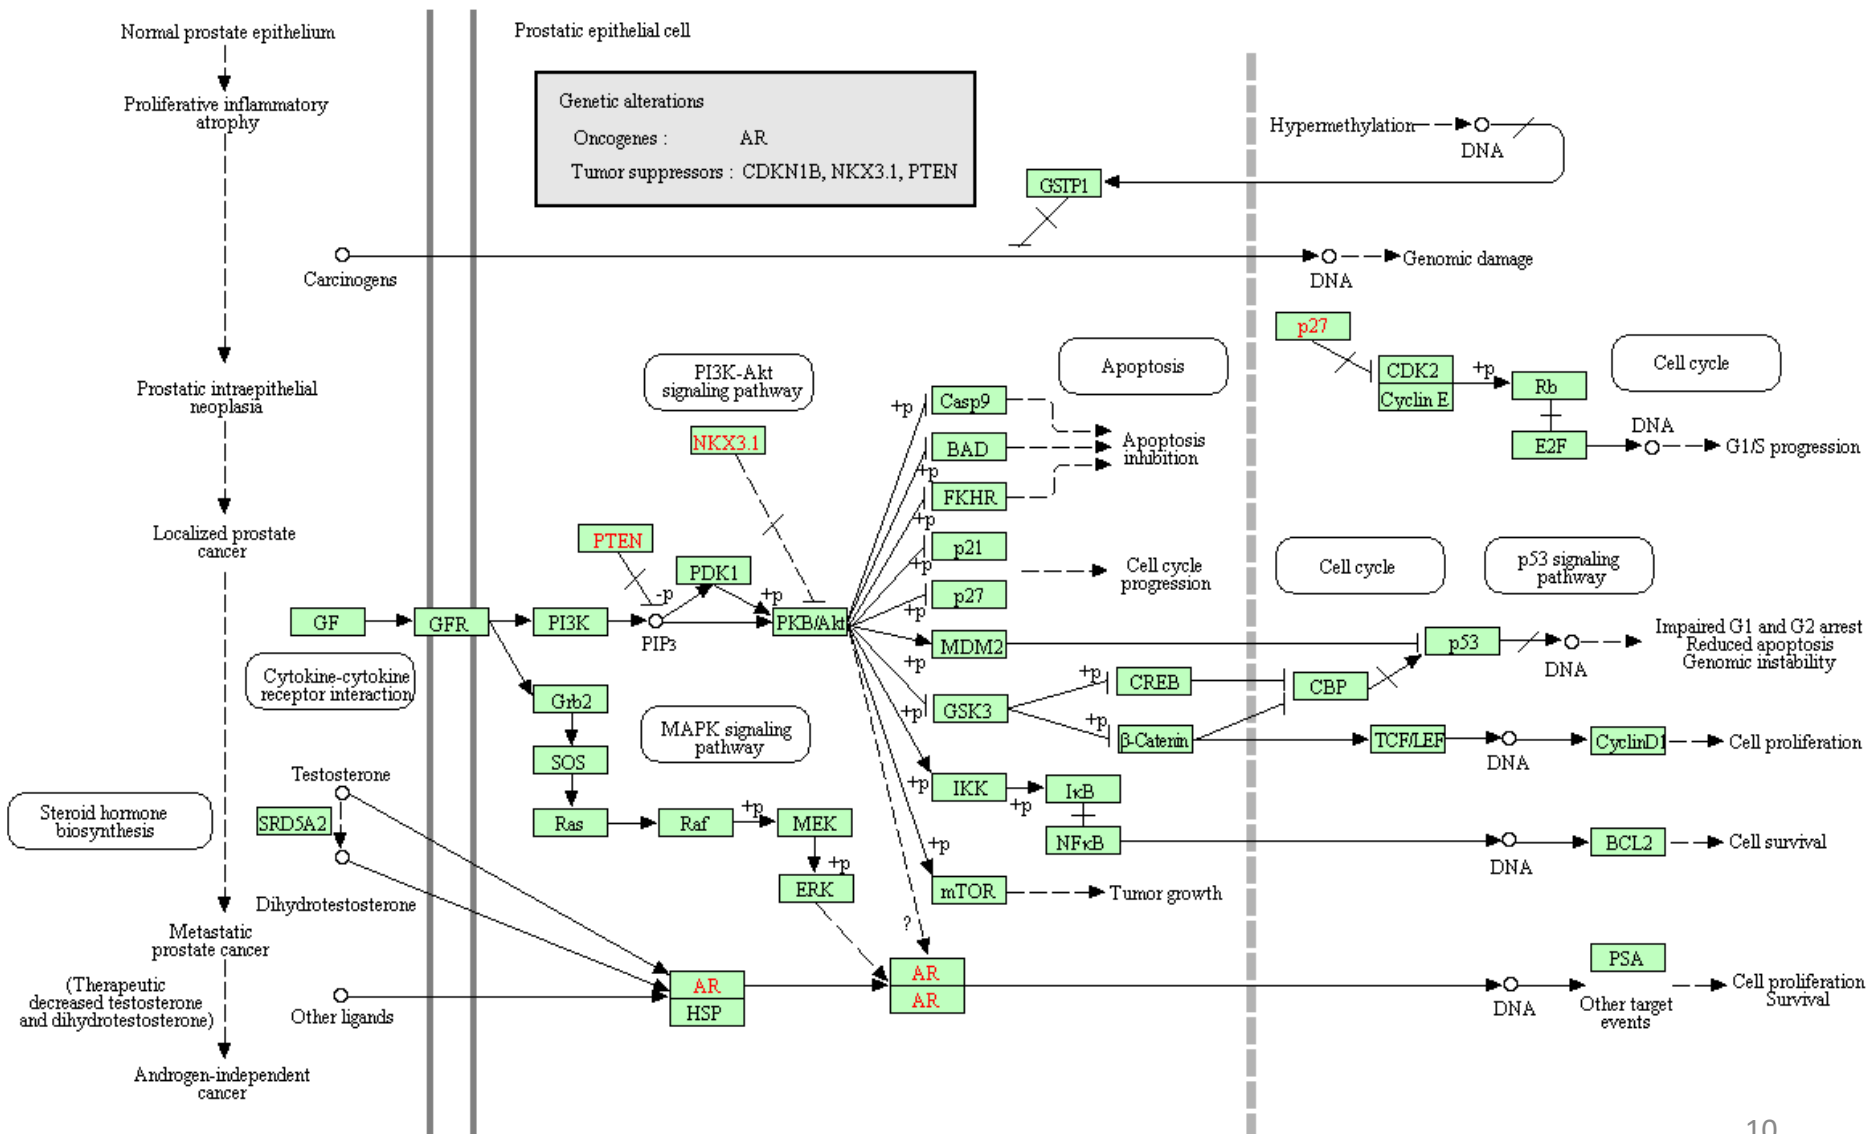 Normal prostate epithelium
Proliferative inflammatory
atrophy
Prostatic intraepithelial
neoplasia
Localized prostate
cancer
Metastatic
prostate cancer
(Therapeutic
decreased testosterone
and dihydrotestosterone)
Androgen-independent
cancer
Prostatic epithelial cell
Genetic alterations
Oncogenes : AR
Tumor suppressors : CDKN1B, NKX3.1, PTEN
Hypermethylation
DNA
GSTP1
Carcinogens
DNA
Genomic damage
p27
CDK2
Cyclin E
+p
Rb
E2F
DNA
G1/S progression
Cell cycle
PI3K-Akt
signaling pathway
Apoptosis
NKX3.1
+p
Casp9
BAD
+p
FKHR
+p
Apoptosis
inhibition
p21
+p
p27
+p
Cell cycle
progression
Cell cycle
p53 signaling
pathway
PTEN
PDK1
-p
+p
GF
GFR
PI3K
PIP3
PKB/Akt
MDM2
+p
p53
DNA
Impaired G1 and G2 arrest
Reduced apoptosis
Genomic instability
Cytokine-cytokine
receptor interaction
Grb2
SOS
Ras
Raf
+p
MEK
+p
ERK
MAPK signaling
pathway
GSK3
+p
+p
CREB
+p
β-Catenin
CBP
TCF/LEF
DNA
CyclinD1
Cell proliferation
IKK
+p
+p
IκB
NFκB
DNA
BCL2
Cell survival
+p
mTOR
Tumor growth
?
Steroid hormone
biosynthesis
Testosterone
SRD5A2
Dihydrotestosterone
Other ligands
AR
HSP
AR
AR
DNA
PSA
Other target
events
Cell proliferation
Survival
10